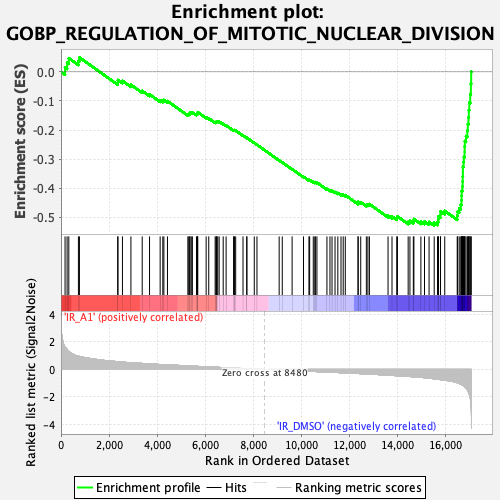 Enrichment plot:
GOBP_REGULATION_OF_MITOTIC_NUCLEAR_DIVISION
Enrichment score (ES)
0.0
-0.1
-0.2
-0.3
-0.4
-0.5
Ranked list metric (Signal2Noise)
'IR_A1' (positively correlated)
4
2
0
-2
-4
Zero cross at 8480
'IR_DMSO' (negatively correlated)
0 2,000 4,000 6,000 8,000 10,000 12,000 14,000 16,000
Rank in Ordered Dataset
Enrichment profile Hits Ranking metric scores